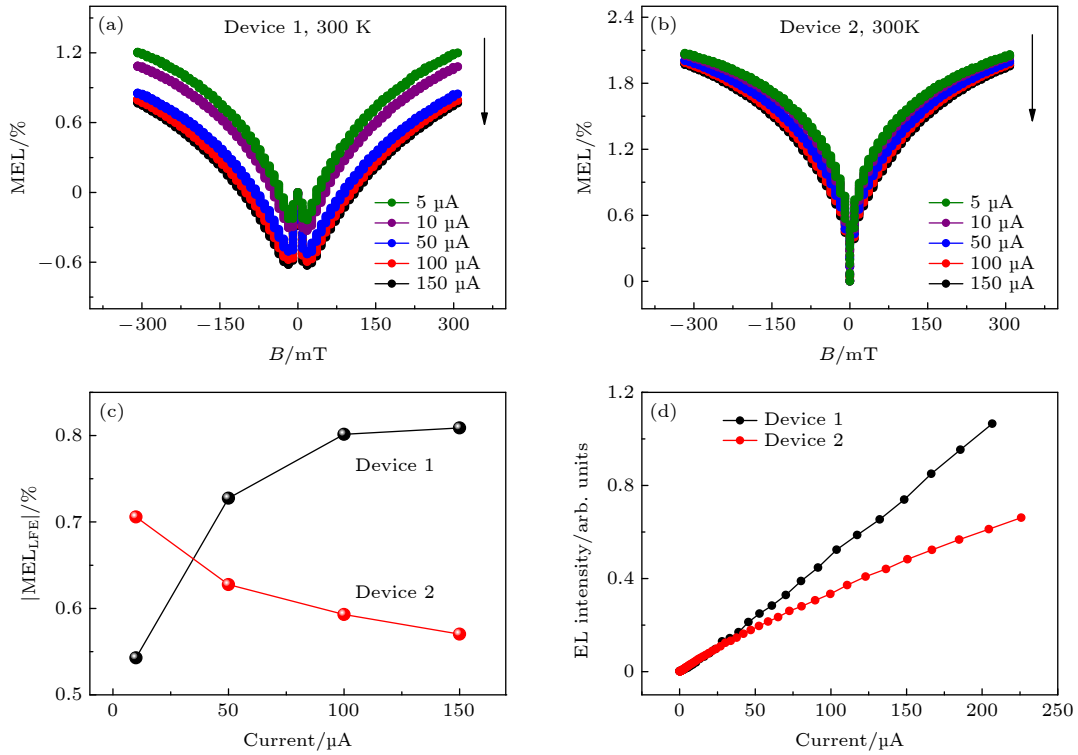 (a)
Device 1, 300 K
MEL/%
1.2
0.6
0
−0.6
5 µA
10 µA
50 µA
100 µA
150 µA
−300
−150
0
150
300
B/mT
(b)
Device 2, 300K
MEL/%
2.4
1.8
1.2
0.6
0
5 µA
10 µA
50 µA
100 µA
150 µA
−300
−150
0
150
300
B/mT
(c)
|MEL_LFE|/%
0.8
0.7
0.6
0.5
Device 1
Device 2
0
50
100
150
Current/µA
(d)
EL intensity/arb. units
1.2
0.8
0.4
0
Device 1
Device 2
0
50
100
150
200
250
Current/µA